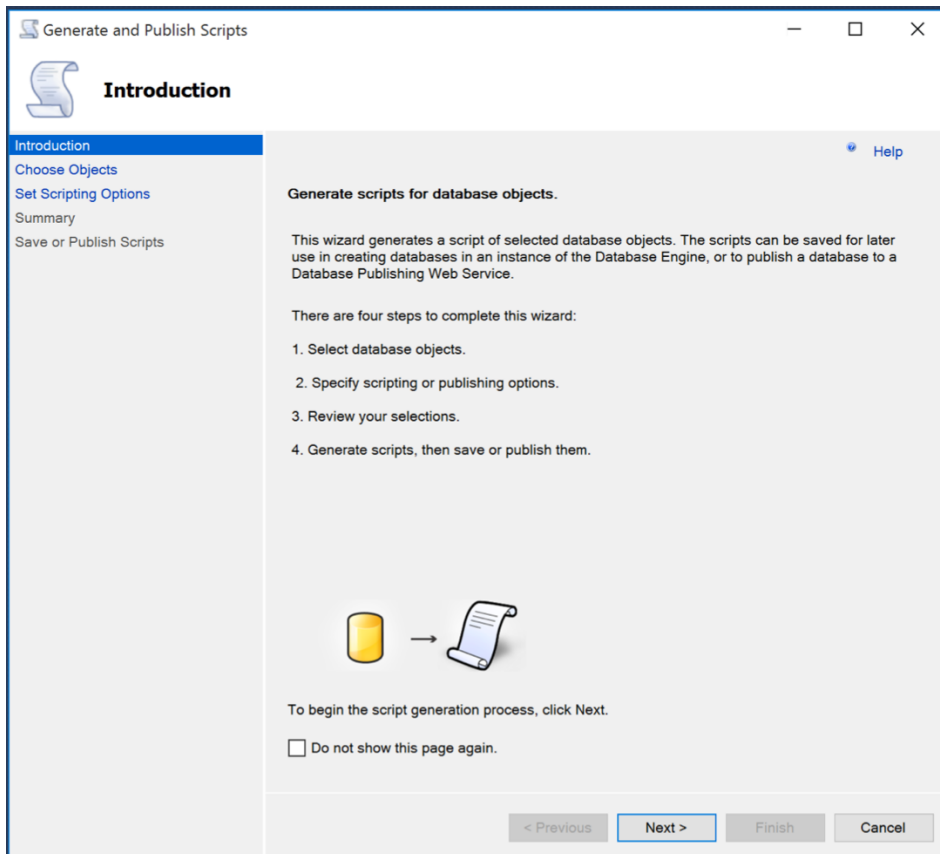 Generate and Publish Scripts
Introduction
Introduction
Choose Objects
Set Scripting Options
Summary
Save or Publish Scripts
Help
Generate scripts for database objects.
This wizard generates a script of selected database objects. The scripts can be saved for later
use in creating databases in an instance of the Database Engine, or to publish a database to a
Database Publishing Web Service.
There are four steps to complete this wizard:
1. Select database objects.
2. Specify scripting or publishing options.
3. Review your selections.
4. Generate scripts, then save or publish them.
To begin the script generation process, click Next.
Do not show this page again.
< Previous
Next >
Finish
Cancel